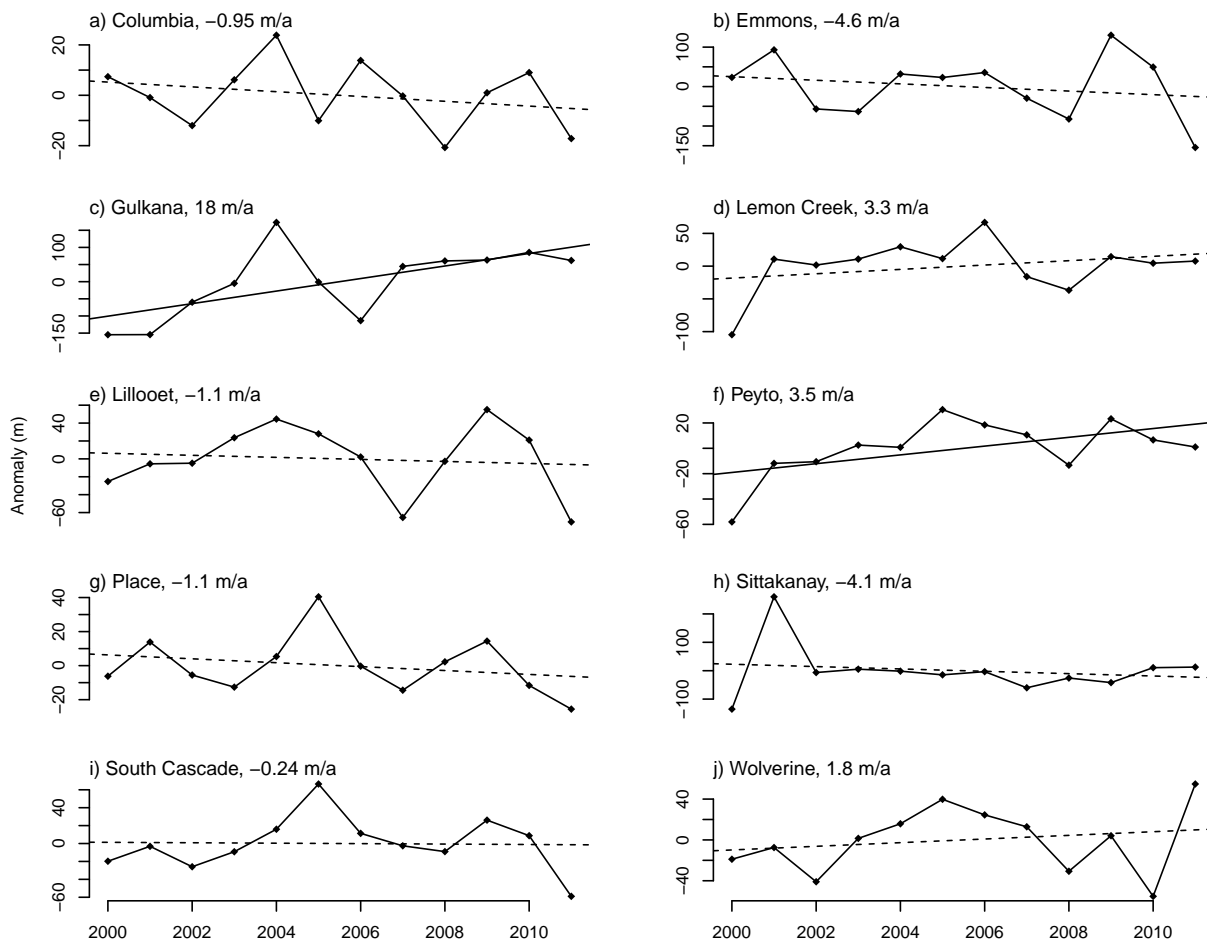 a) Columbia, −0.95 m/a
20
0
−20
b) Emmons, −4.6 m/a
100
0
−150
c) Gulkana, 18 m/a
100
0
−150
d) Lemon Creek, 3.3 m/a
50
0
−100
e) Lillooet, −1.1 m/a
40
0
−60
f) Peyto, 3.5 m/a
20
−20
−60
Anomaly (m)
g) Place, −1.1 m/a
40
20
0
−20
h) Sittakanay, −4.1 m/a
100
−100
i) South Cascade, −0.24 m/a
40
0
−60
j) Wolverine, 1.8 m/a
40
0
−40
2000 2002 2004 2006 2008 2010
2000 2002 2004 2006 2008 2010